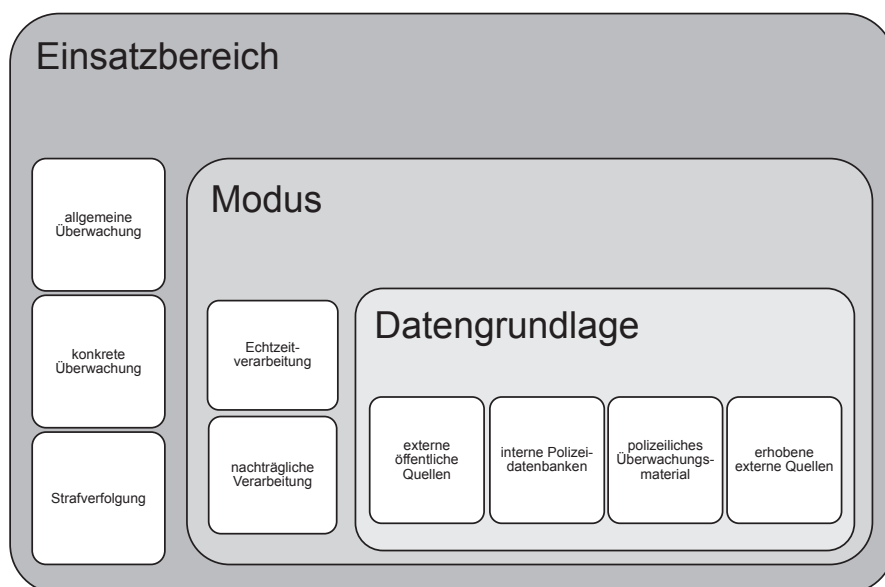 Einsatzbereich
allgemeine
Überwachung
konkrete
Überwachung
Strafverfolgung
Modus
Echtzeit-
verarbeitung
nachträgliche
Verarbeitung
Datengrundlage
externe
öffentliche
Quellen
interne Polizei-
datenbanken
polizeiliches
Überwachungs-
material
erhobene
externe Quellen